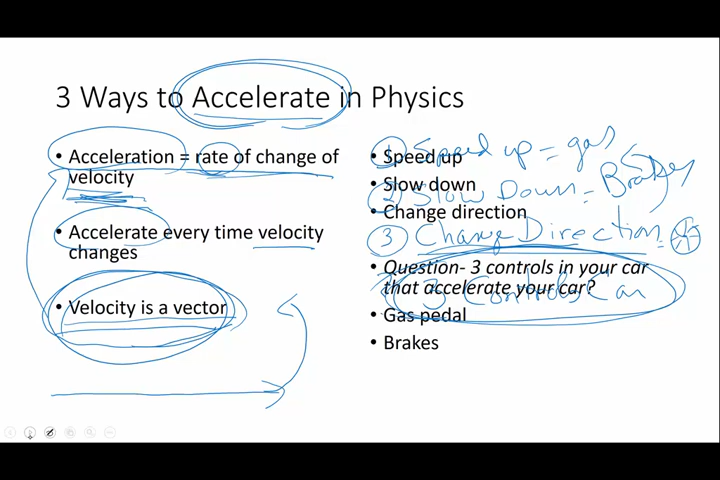 3 Ways to Accelerate in Physics
• Acceleration = rate of change of
velocity
• Accelerate every time velocity
changes
• Velocity is a vector
• Speed up
• Slow down
• Change direction
• Question- 3 controls in your car
that accelerate your car?
• Gas pedal
• Brakes
1 Speed up = gas
2 Slow Down = Brakes
3 Change Direction =
3 Controls Car